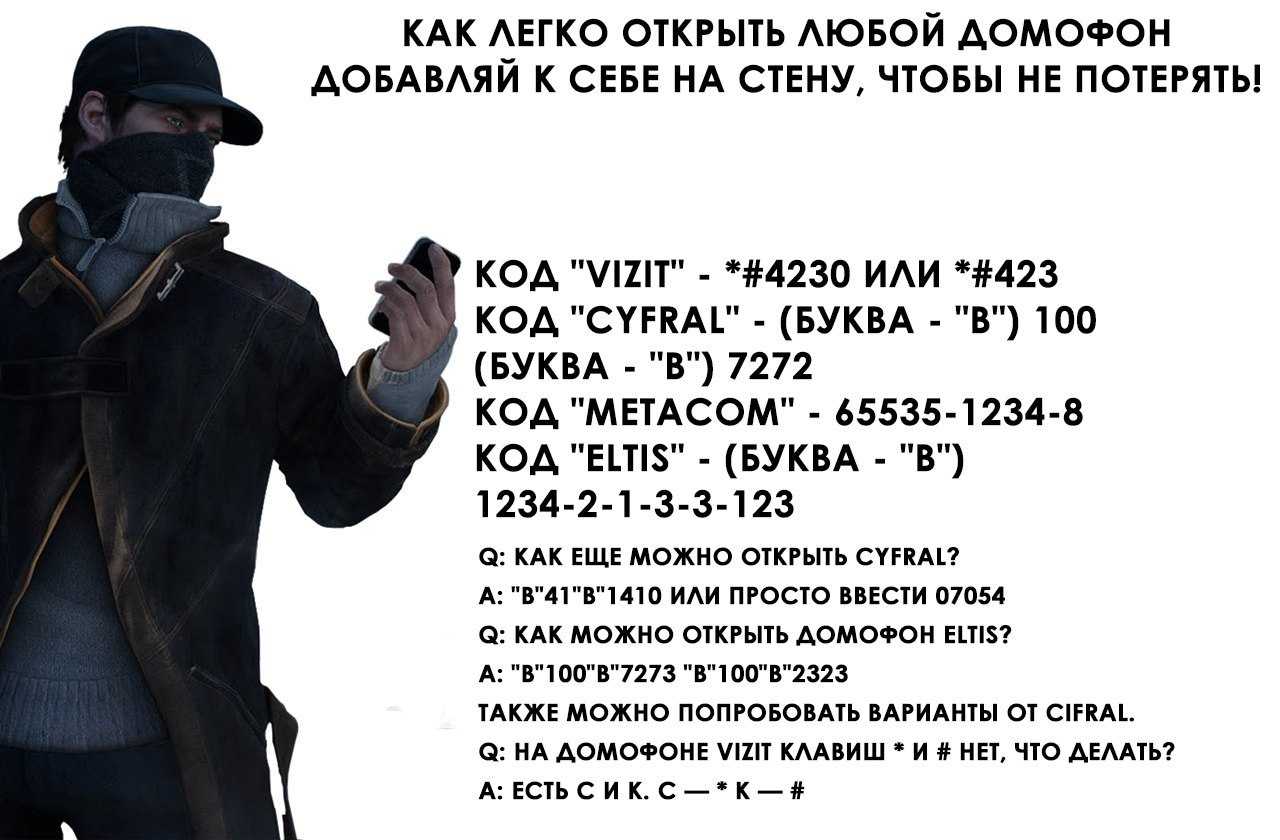 КАК ЛЕГКО ОТКРЫТЬ ЛЮБОЙ ДОМОФОН
ДОБАВЛЯЙ К СЕБЕ НА СТЕНУ, ЧТОБЫ НЕ ПОТЕРЯТЬ!
КОД "VIZIT" - *#4230 ИЛИ *#423
КОД "CYFRAL" - (БУКВА - "В") 100
(БУКВА - "В") 7272
КОД "METACOM" - 65535-1234-8
КОД "ELTIS" - (БУКВА - "В")
1234-2-1-3-3-123
Q: КАК ЕЩЕ МОЖНО ОТКРЫТЬ CYFRAL?
A: "В"41"В"1410 ИЛИ ПРОСТО ВВЕСТИ 07054
Q: КАК МОЖНО ОТКРЫТЬ ДОМОФОН ELTIS?
A: "В"100"В"7273 "В"100"В"2323
ТАКЖЕ МОЖНО ПОПРОБОВАТЬ ВАРИАНТЫ ОТ CIFRAL.
Q: НА ДОМОФОНЕ VIZIT КЛАВИШ * И # НЕТ, ЧТО ДЕЛАТЬ?
A: ЕСТЬ С И К. С — * К — #